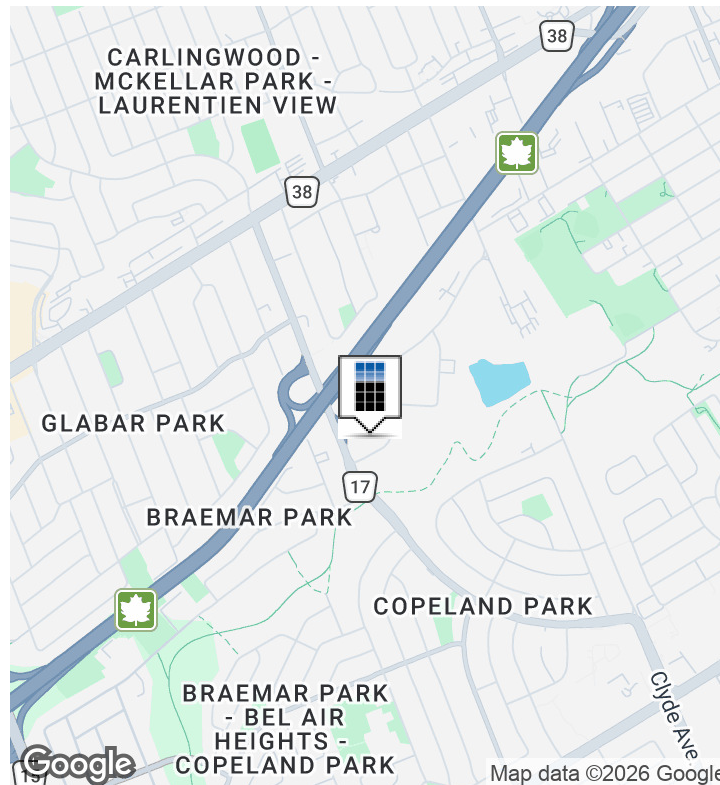 38
CARLINGWOOD -
MCKELLAR PARK -
LAURENTIEN VIEW
38
GLABAR PARK
17
BRAEMAR PARK
COPELAND PARK
BRAEMAR PARK
- BEL AIR
HEIGHTS -
COPELAND PARK
Clyde Ave
15
Google
Map data ©2026 Google